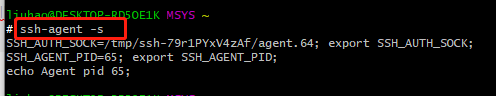 liuhao@DESKTOP-RD5OE1K MSYS ~
# ssh-agent -s
SSH_AUTH_SOCK=/tmp/ssh-79r1PYxV4zAf/agent.64; export SSH_AUTH_SOCK;
SSH_AGENT_PID=65; export SSH_AGENT_PID;
echo Agent pid 65;